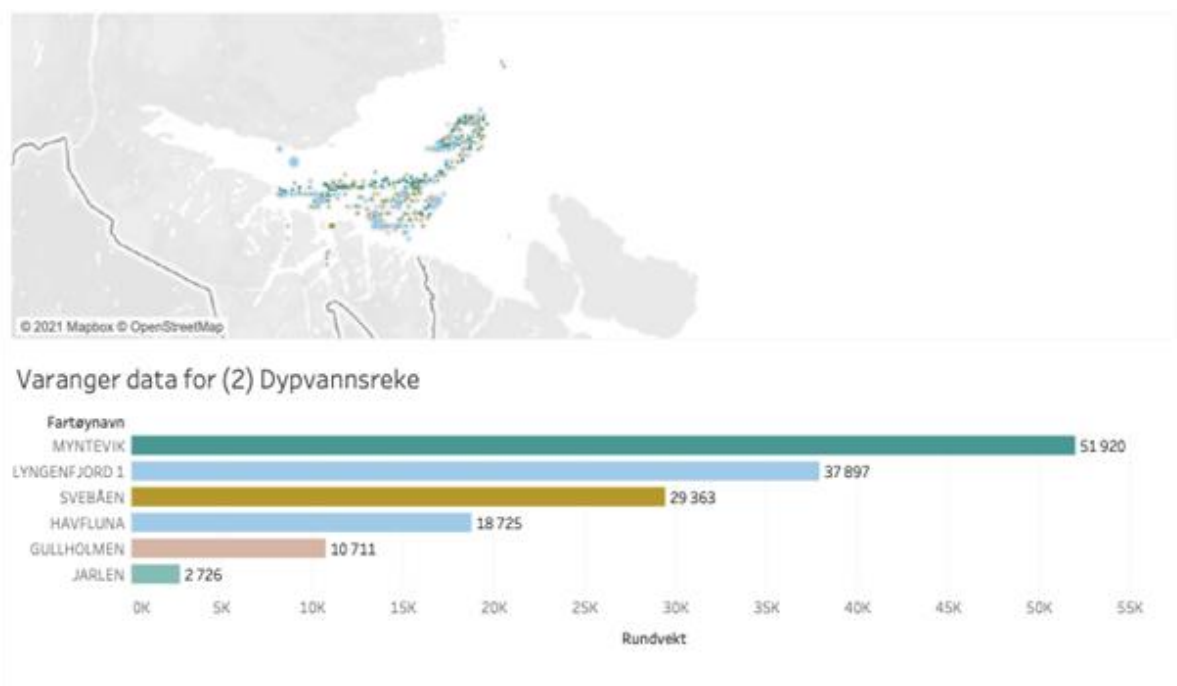 © 2021 Mapbox © OpenStreetMap
Varanger data for (2) Dypvannsreke
Fartøynavn
MYNTEVIK 51 920
LYNGENFJORD 1 37 897
SVEBÅEN 29 363
HAVFLUNA 18 725
GULLHOLMEN 10 711
JARLEN 2 726
0K 5K 10K 15K 20K 25K 30K 35K 40K 45K 50K 55K
Rundvekt